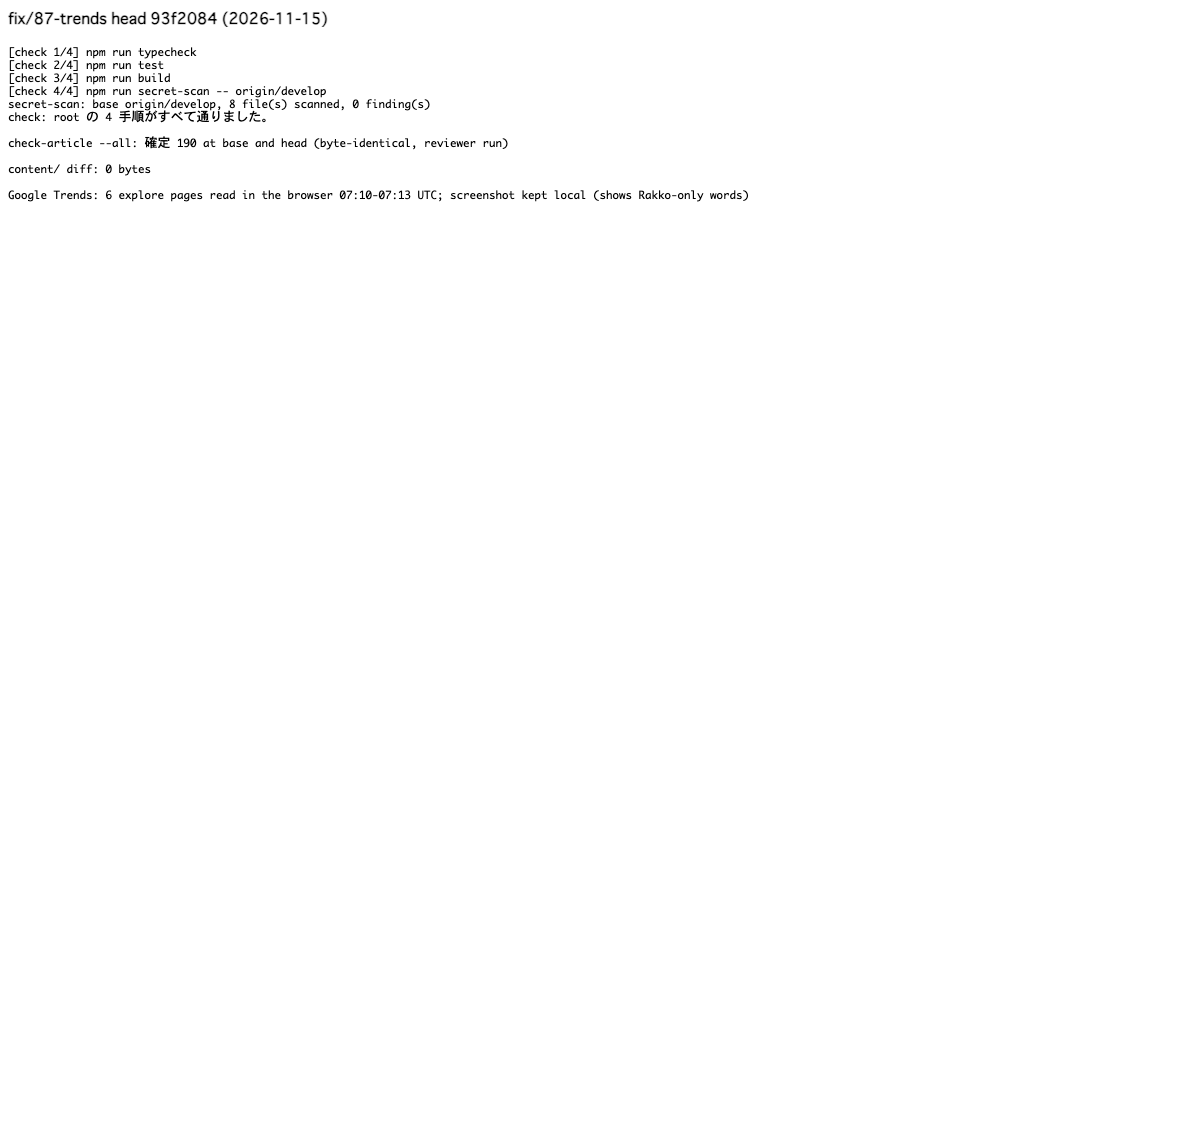 fix/87-trends head 93f2084 (2026-11-15)
[check 1/4] npm run typecheck
[check 2/4] npm run test
[check 3/4] npm run build
[check 4/4] npm run secret-scan -- origin/develop
secret-scan: base origin/develop, 8 file(s) scanned, 0 finding(s)
check: root の 4 手順がすべて通りました。
check-article --all: 確定 190 at base and head (byte-identical, reviewer run)
content/ diff: 0 bytes
Google Trends: 6 explore pages read in the browser 07:10-07:13 UTC; screenshot kept local (shows Rakko-only words)